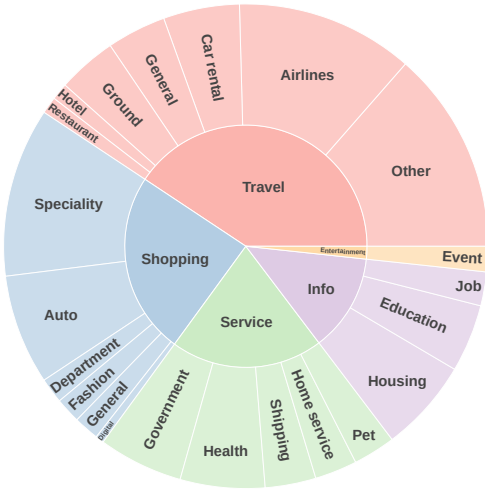 Travel
Other
Airlines
Car rental
General
Ground
Hotel
Restaurant
Shopping
Speciality
Auto
Department
Fashion
General
Digital
Service
Government
Health
Shipping
Home service
Pet
Info
Housing
Education
Job
Entertainment
Event